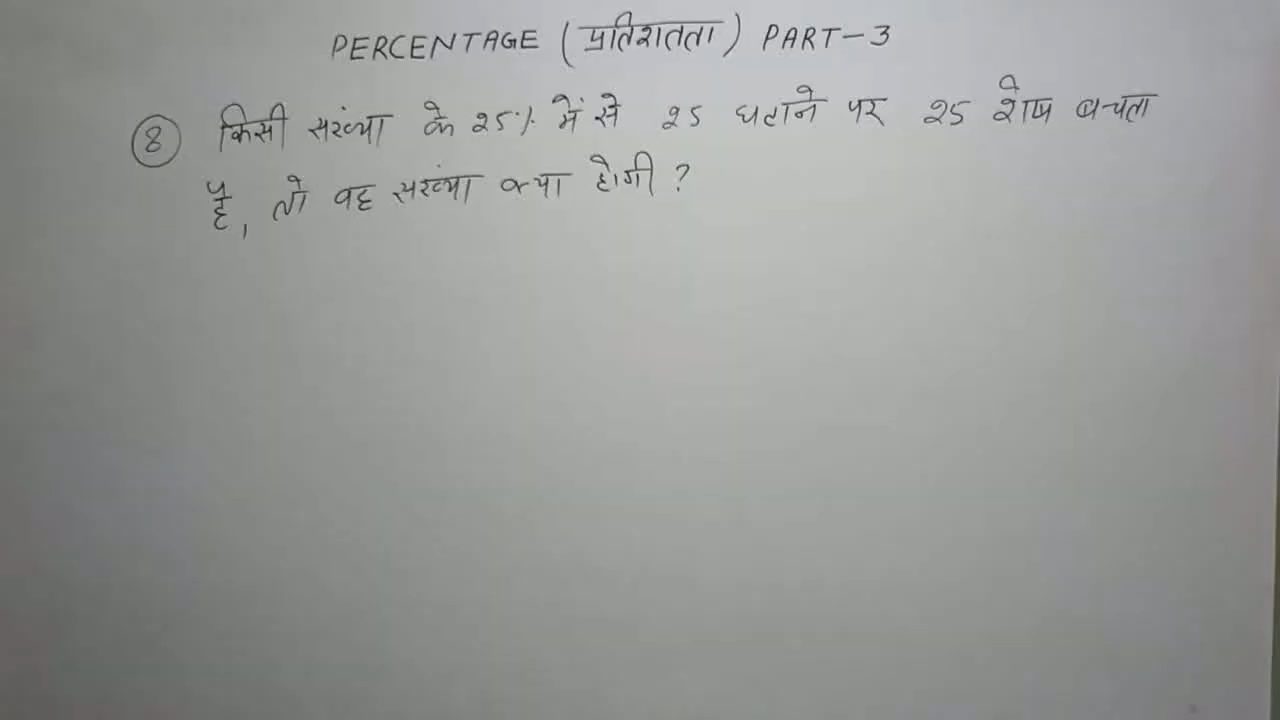 PERCENTAGE (प्रतिशतता) PART-3
8 किसी संख्या के 25% में से 25 घटाने पर 25 शेष बचता
है, तो वह संख्या क्या होगी ?